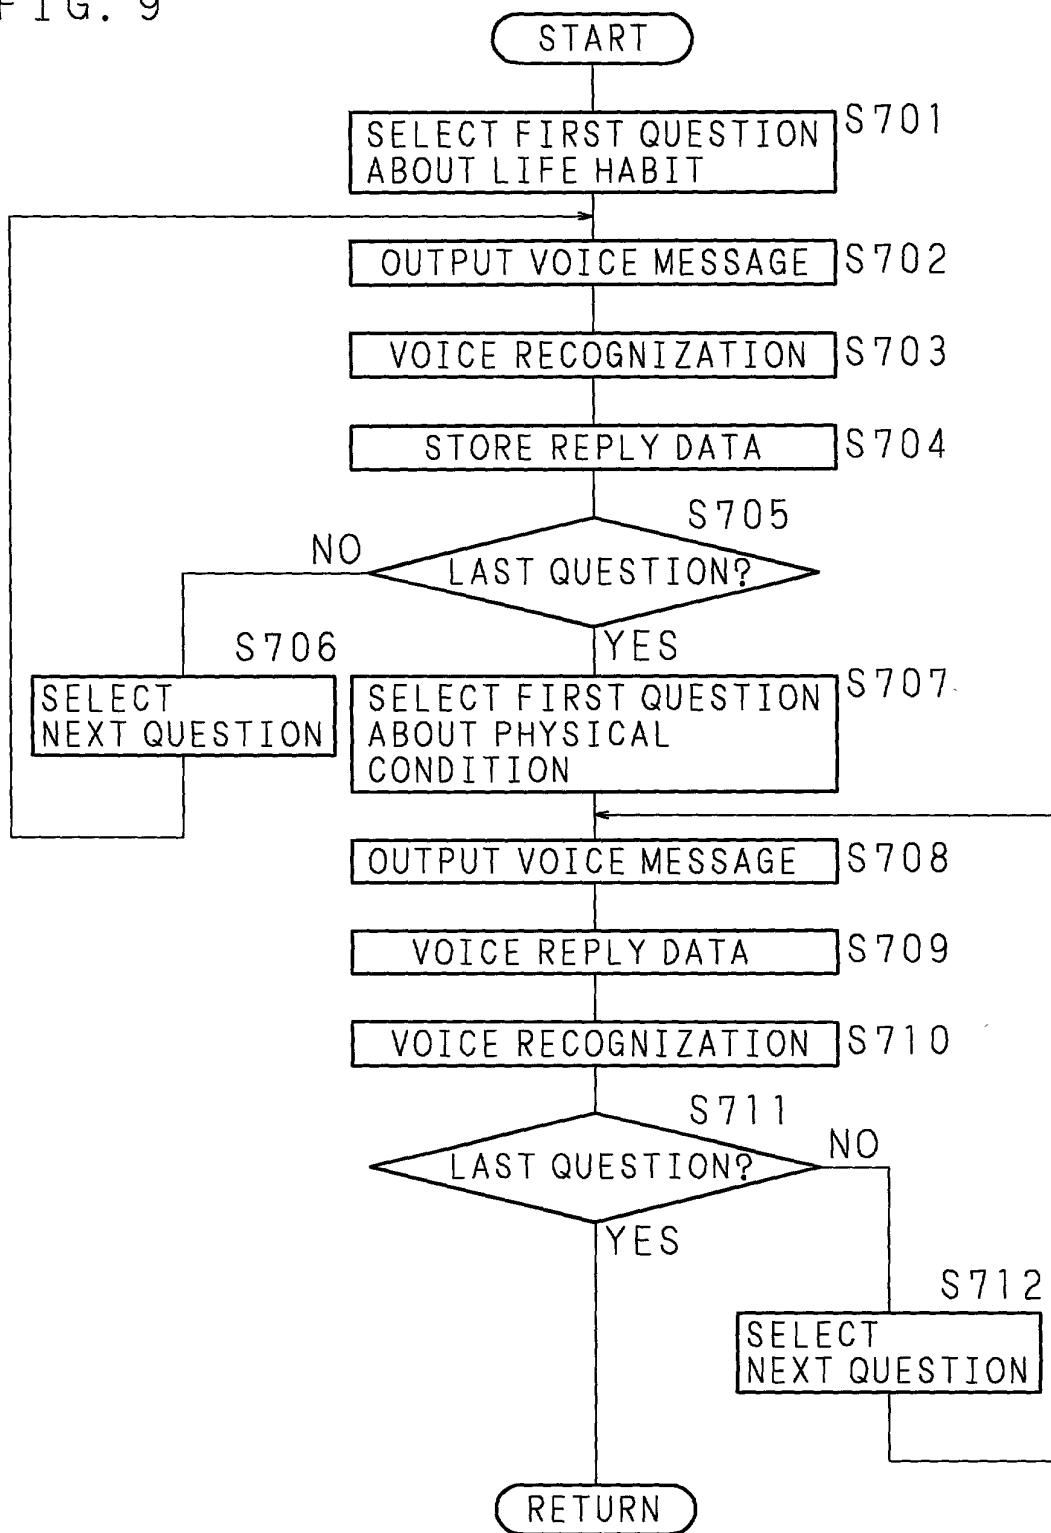 FIG. 9
START
S701
SELECT FIRST QUESTION
ABOUT LIFE HABIT
OUTPUT VOICE MESSAGE S702
VOICE RECOGNIZATION S703
STORE REPLY DATA S704
S705
NO
LAST QUESTION?
YES
S706
SELECT
NEXT QUESTION
S707
SELECT FIRST QUESTION
ABOUT PHYSICAL
CONDITION
OUTPUT VOICE MESSAGE S708
VOICE REPLY DATA S709
VOICE RECOGNIZATION S710
S711
NO
LAST QUESTION?
YES
S712
SELECT
NEXT QUESTION
RETURN